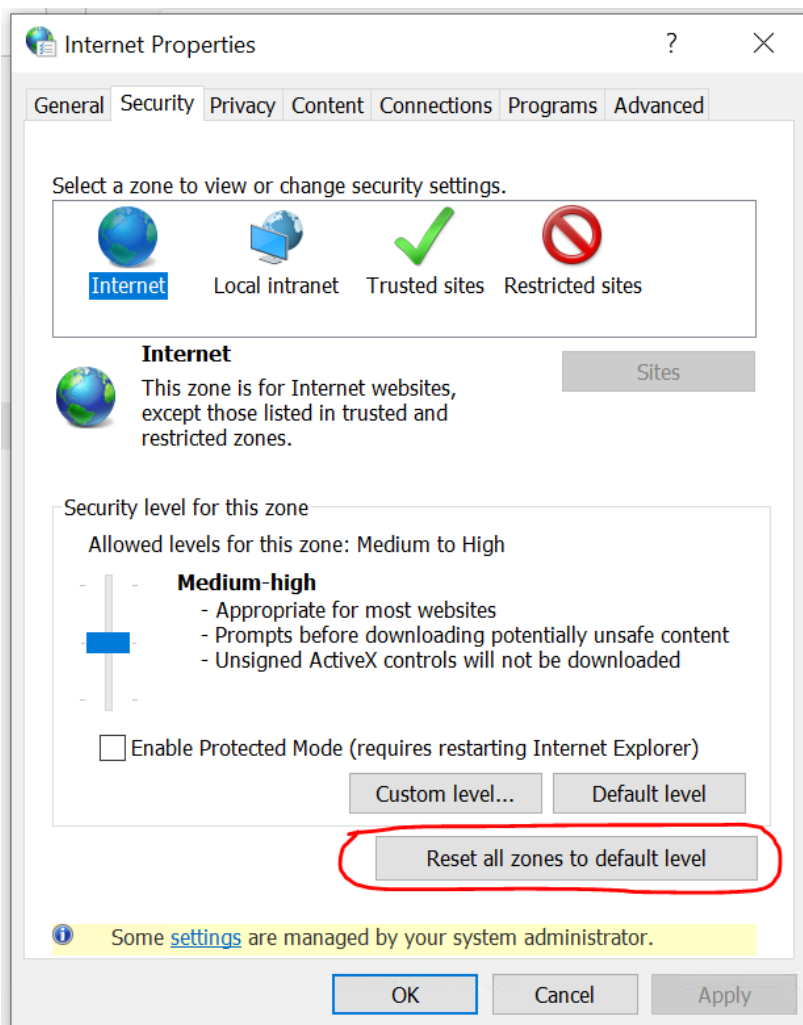 Internet Properties
?
General Security Privacy Content Connections Programs Advanced
Select a zone to view or change security settings.
Internet Local intranet Trusted sites Restricted sites
Internet
Sites
This zone is for Internet websites,
except those listed in trusted and
restricted zones.
Security level for this zone
Allowed levels for this zone: Medium to High
Medium-high
- Appropriate for most websites
- Prompts before downloading potentially unsafe content
- Unsigned ActiveX controls will not be downloaded
Enable Protected Mode (requires restarting Internet Explorer)
Custom level... Default level
Reset all zones to default level
Some settings are managed by your system administrator.
OK Cancel Apply